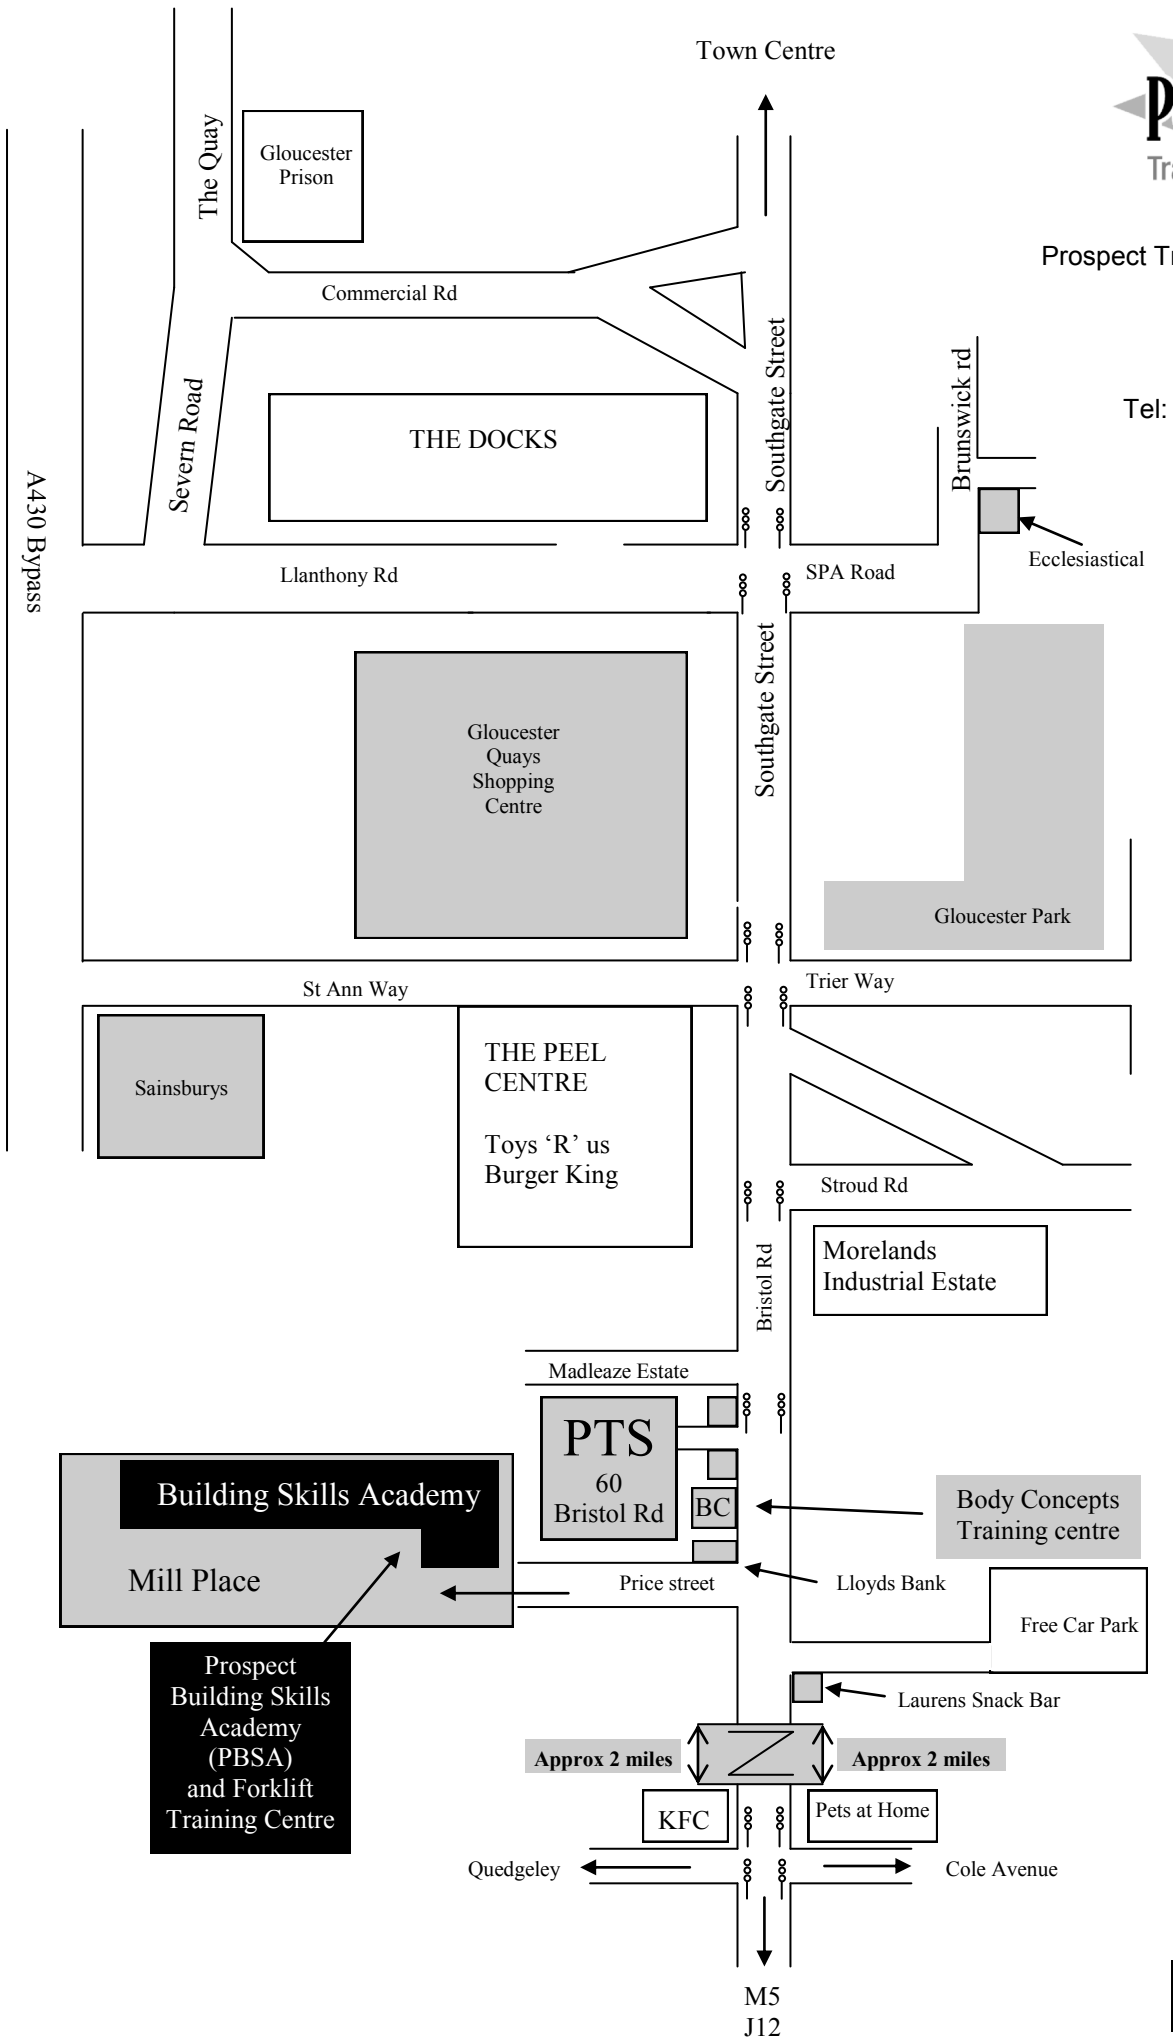 Town Centre
The Quay
Gloucester
Prison
Tra
Prospect Tr
Commercial Rd
Southgate Street
Severn Road
Brunswick rd
Tel:
THE DOCKS
A430 Bypass
Llanthony Rd
SPA Road
Ecclesiastical
Southgate Street
Gloucester
Quays
Shopping
Centre
Gloucester Park
St Ann Way
Trier Way
Sainsburys
THE PEEL
CENTRE
Toys ‘R’ us
Burger King
Stroud Rd
Bristol Rd
Morelands
Industrial Estate
Madleaze Estate
PTS
60
Bristol Rd
BC
Body Concepts
Training centre
Building Skills Academy
Mill Place
Price street
Lloyds Bank
Free Car Park
Prospect
Building Skills
Academy
(PBSA)
and Forklift
Training Centre
Laurens Snack Bar
Approx 2 miles
Approx 2 miles
KFC
Pets at Home
Quedgeley
Cole Avenue
M5
J12